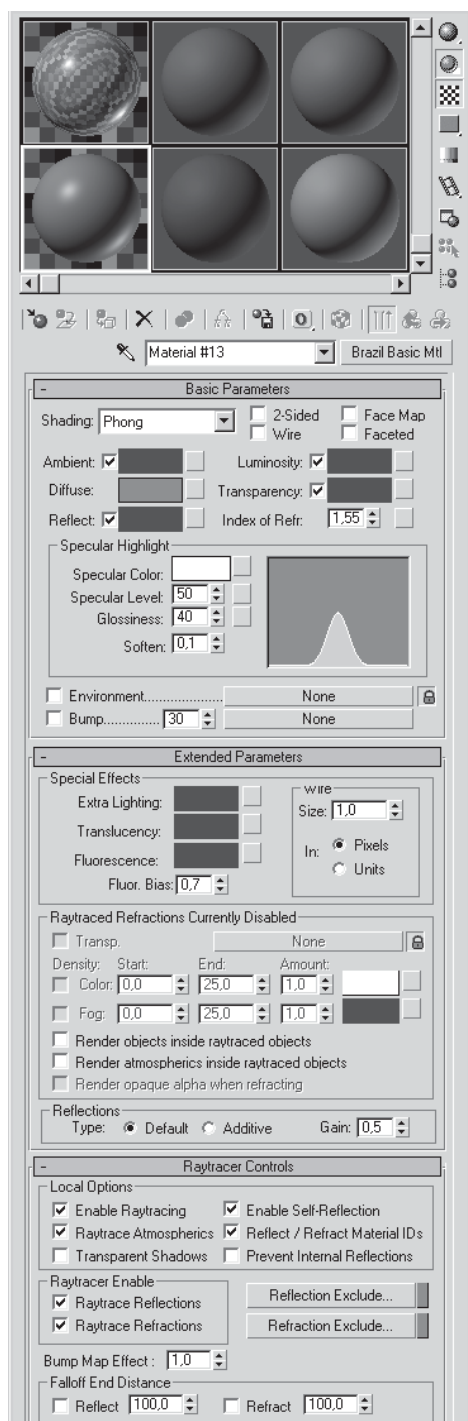 Material #13 Brazil Basic Mtl
- Basic Parameters
Shading: Phong 2-Sided Face Map
Wire Faceted
Ambient: Luminosity:
Diffuse: Transparency:
Reflect: Index of Refr: 1,55
Specular Highlight
Specular Color:
Specular Level: 50
Glossiness: 40
Soften: 0,1
Environment..................... None
Bump.............. 30 None
- Extended Parameters
Special Effects Wire
Extra Lighting: Size: 1,0
Translucency:
In: Pixels
Fluorescence:
Units
Fluor. Bias: 0,7
Raytraced Refractions Currently Disabled
Transp. None
Density: Start: End: Amount:
Color: 0,0 25,0 1,0
Fog: 0,0 25,0 1,0
Render objects inside raytraced objects
Render atmospherics inside raytraced objects
Render opaque alpha when refracting
Reflections
Type: Default Additive Gain: 0,5
- Raytracer Controls
Local Options
Enable Raytracing Enable Self-Reflection
Raytrace Atmospherics Reflect / Refract Material IDs
Transparent Shadows Prevent Internal Reflections
Raytracer Enable
Raytrace Reflections Reflection Exclude...
Raytrace Refractions Refraction Exclude...
Bump Map Effect : 1,0
Falloff End Distance
Reflect 100,0 Refract 100,0